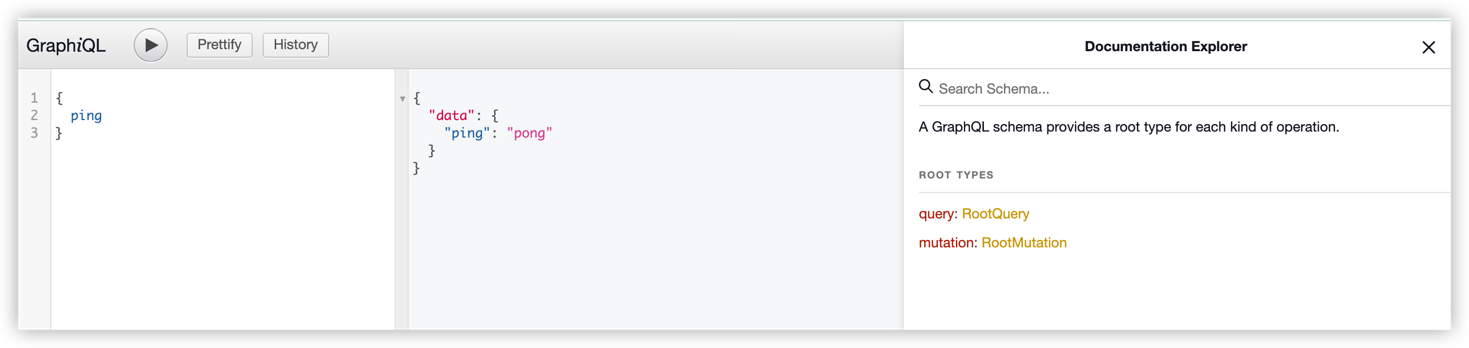 GraphiQL
Prettify
History
1 {
2   ping
3 }
{
  "data": {
    "ping": "pong"
  }
}
Documentation Explorer
Search Schema...
A GraphQL schema provides a root type for each kind of operation.
ROOT TYPES
query: RootQuery
mutation: RootMutation